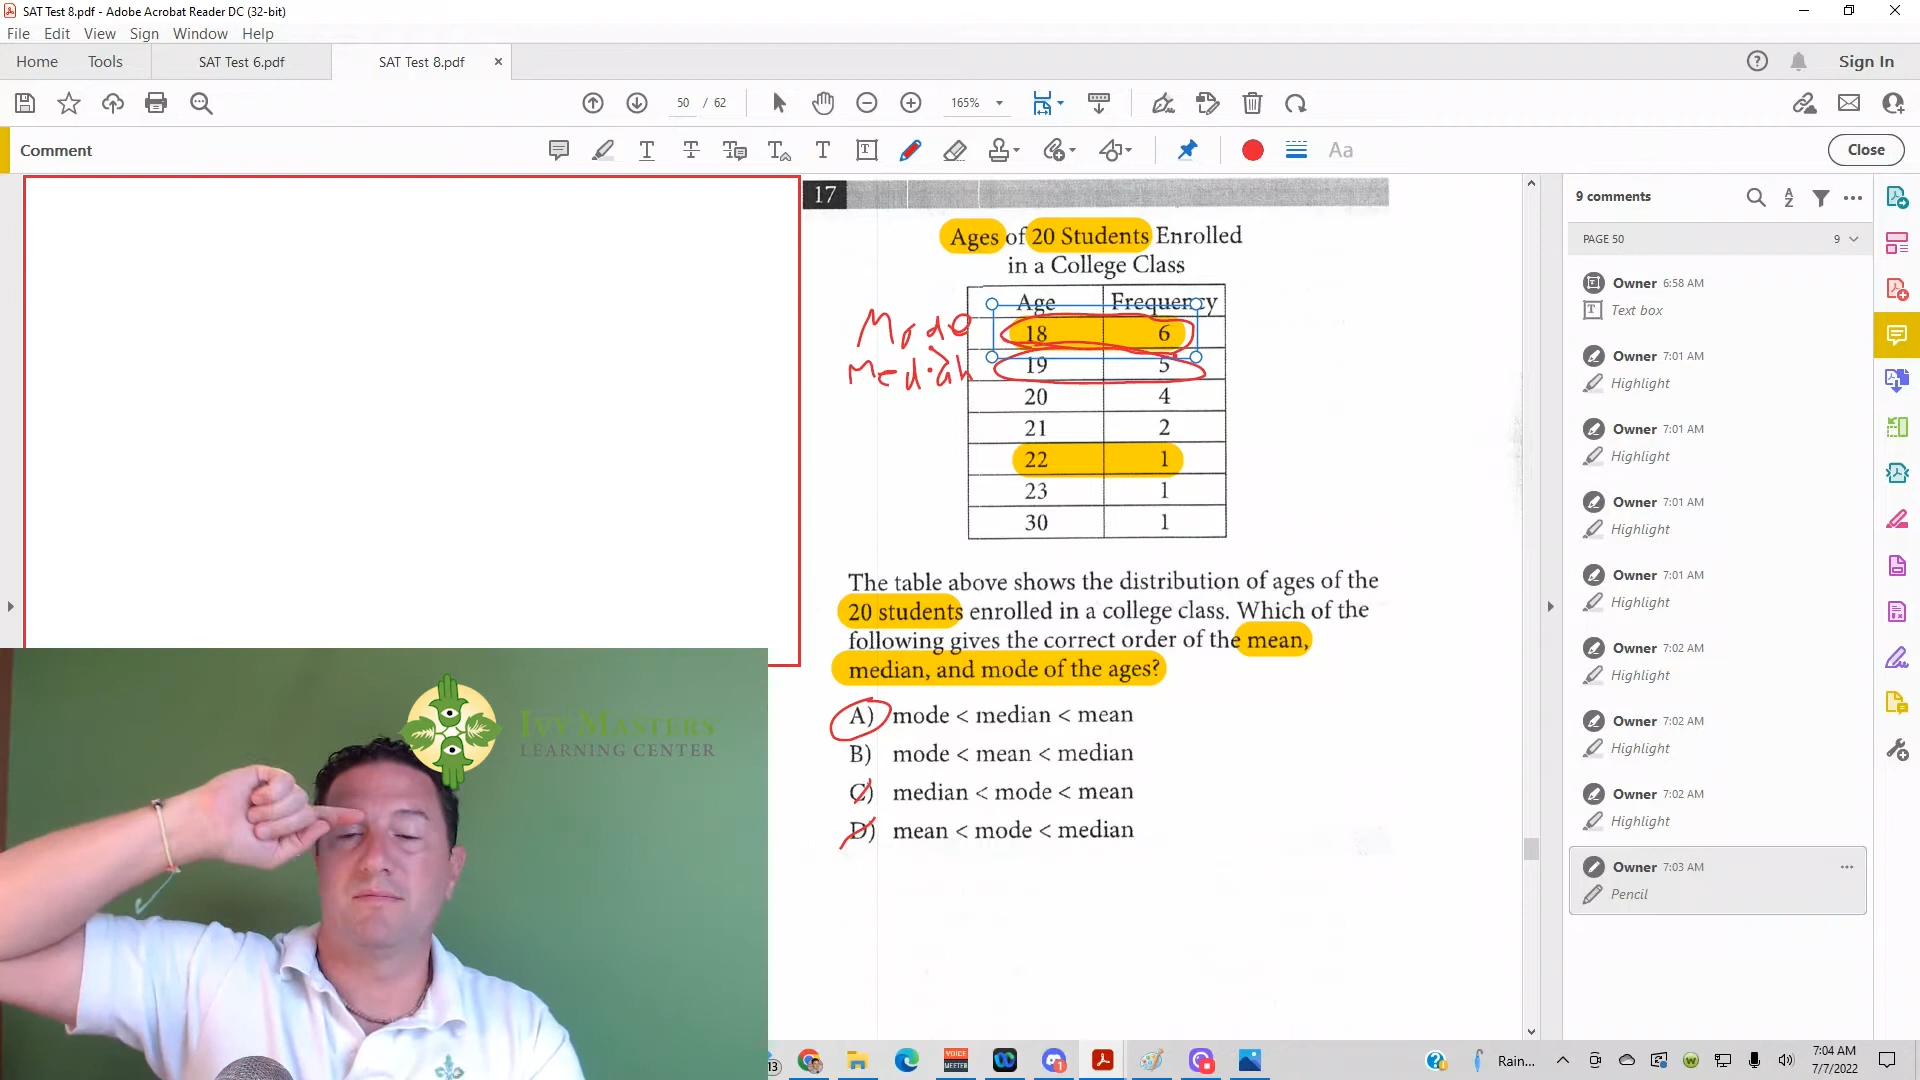 SAT Test 8.pdf - Adobe Acrobat Reader DC (32-bit)
File Edit View Sign Window Help
Home Tools SAT Test 6.pdf SAT Test 8.pdf × Sign In
50 / 62 165%
Comment Aa Close
17
Ages of 20 Students Enrolled
in a College Class
Age Frequency
Mode 18 6
Median 19 5
20 4
21 2
22 1
23 1
30 1
The table above shows the distribution of ages of the
20 students enrolled in a college class. Which of the
following gives the correct order of the mean,
median, and mode of the ages?
A) mode < median < mean
B) mode < mean < median
C) median < mode < mean
D) mean < mode < median
9 comments
PAGE 50 9
Owner 6:58 AM
Text box
Owner 7:01 AM
Highlight
Owner 7:01 AM
Highlight
Owner 7:01 AM
Highlight
Owner 7:01 AM
Highlight
Owner 7:02 AM
Highlight
Owner 7:02 AM
Highlight
Owner 7:02 AM
Highlight
Owner 7:03 AM
Pencil
IVY MASTERS
LEARNING CENTER
13 VOICE MEETER 1 Rain... 7:04 AM
7/7/2022